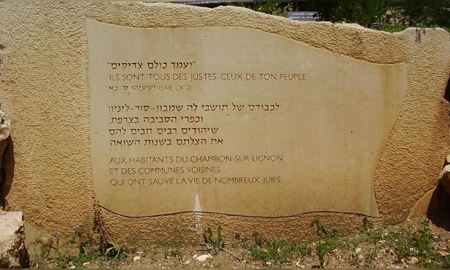 "ועמך כולם צדיקים"
ILS SONT TOUS DES JUSTES CEUX DE TON PEUPLE
ישעיהו ס׳ כא (ISAIE LX 21)
לכבודם של תושבי לה שמבון-סור-ליניון
וכפרי הסביבה בצרפת
שיהודים רבים חבים להם
את הצלתם בשנות השואה
AUX HABITANTS DU CHAMBON-SUR-LIGNON
ET DES COMMUNES VOISINES
QUI ONT SAUVE LA VIE DE NOMBREUX JUIFS